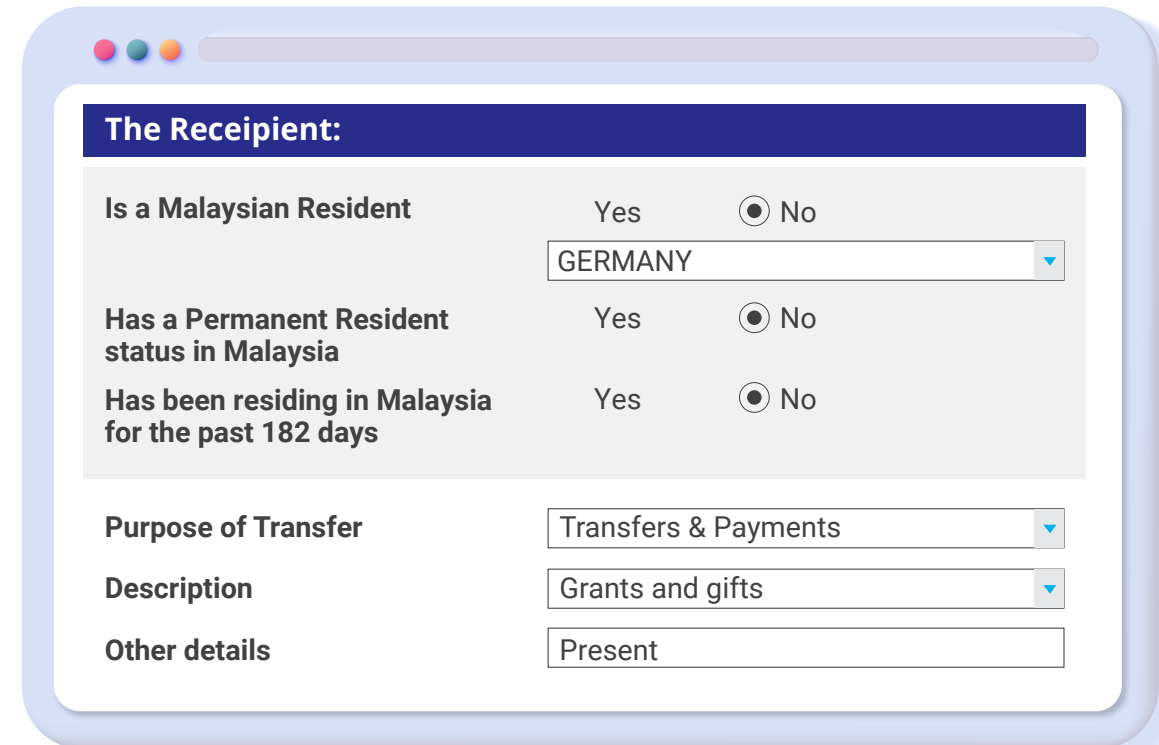 The Receipient:
Is a Malaysian Resident Yes No
GERMANY
Has a Permanent Resident Yes No
status in Malaysia
Has been residing in Malaysia Yes No
for the past 182 days
Purpose of Transfer Transfers & Payments
Description Grants and gifts
Other details Present